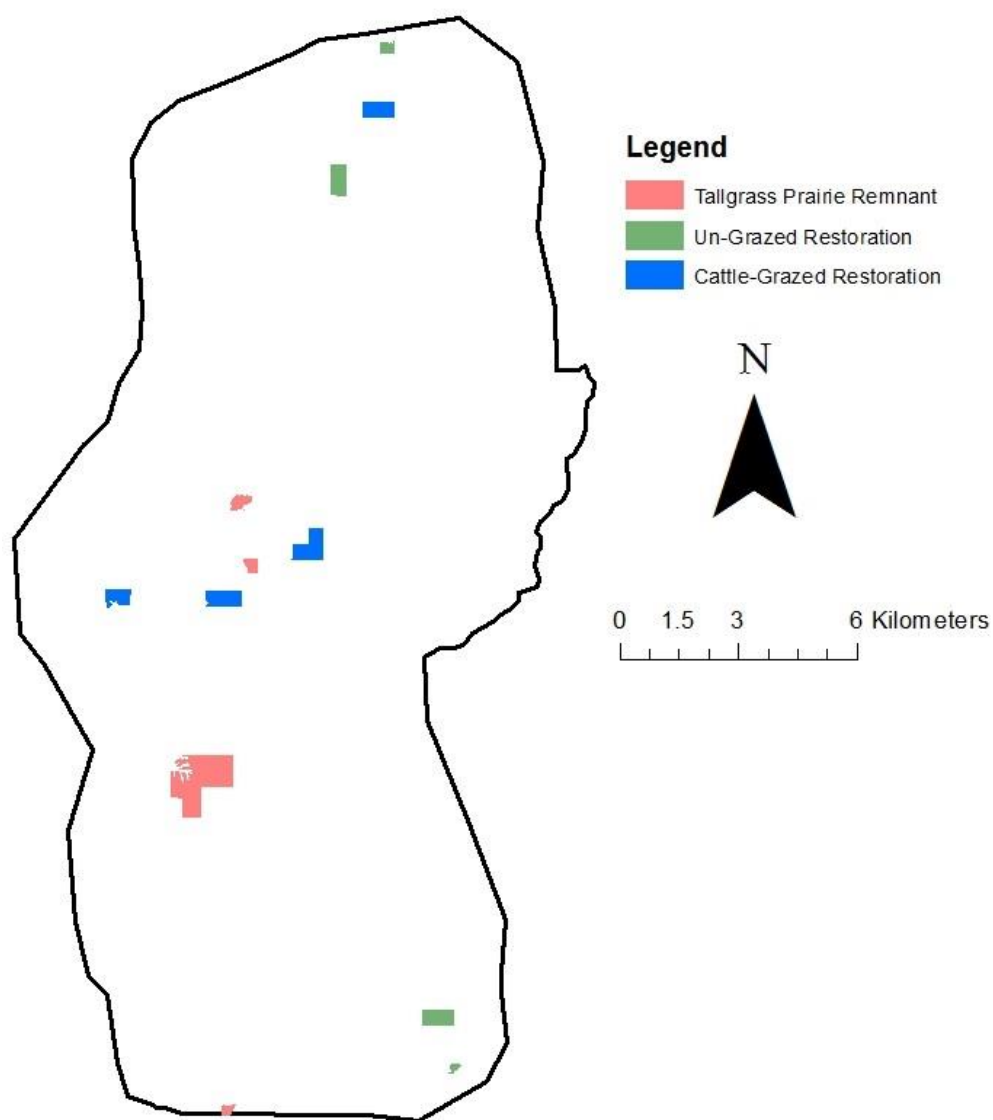 Legend
Tallgrass Prairie Remnant
Un-Grazed Restoration
Cattle-Grazed Restoration
N
0 1.5 3 6 Kilometers